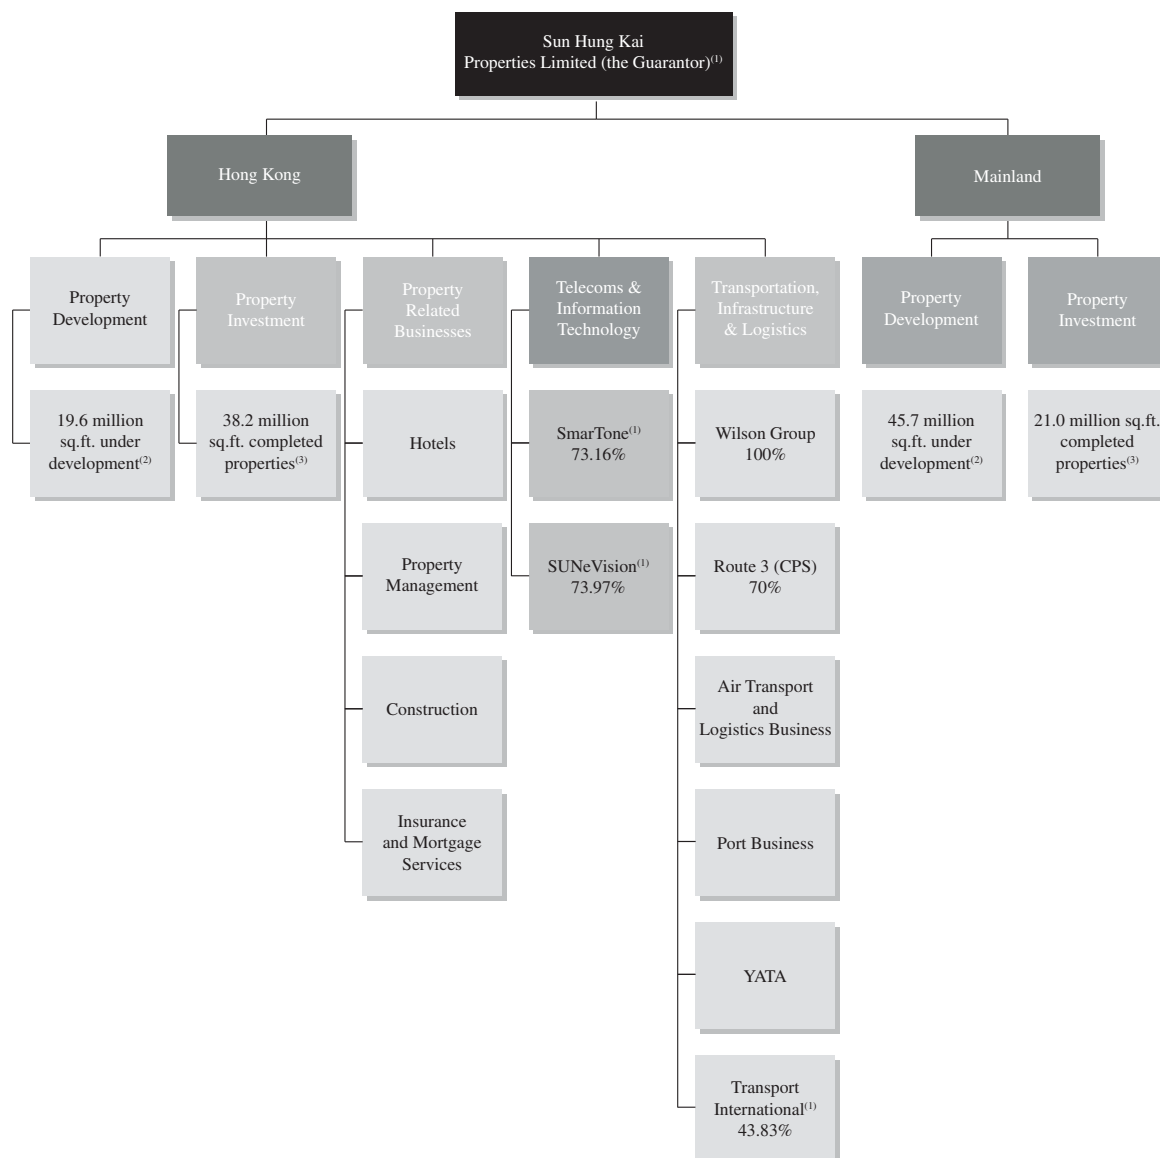 Sun Hung Kai
Properties Limited (the Guarantor)(1)
Hong Kong
Mainland
Property
Development
Property
Investment
Property
Related
Businesses
Telecoms &
Information
Technology
Transportation,
Infrastructure
& Logistics
Property
Development
Property
Investment
19.6 million
sq.ft. under
development(2)
38.2 million
sq.ft. completed
properties(3)
Hotels
SmarTone(1)
73.16%
Wilson Group
100%
45.7 million
sq.ft. under
development(2)
21.0 million sq.ft.
completed
properties(3)
Property
Management
SUNeVision(1)
73.97%
Route 3 (CPS)
70%
Construction
Air Transport
and
Logistics Business
Insurance
and Mortgage
Services
Port Business
YATA
Transport
International(1)
43.83%